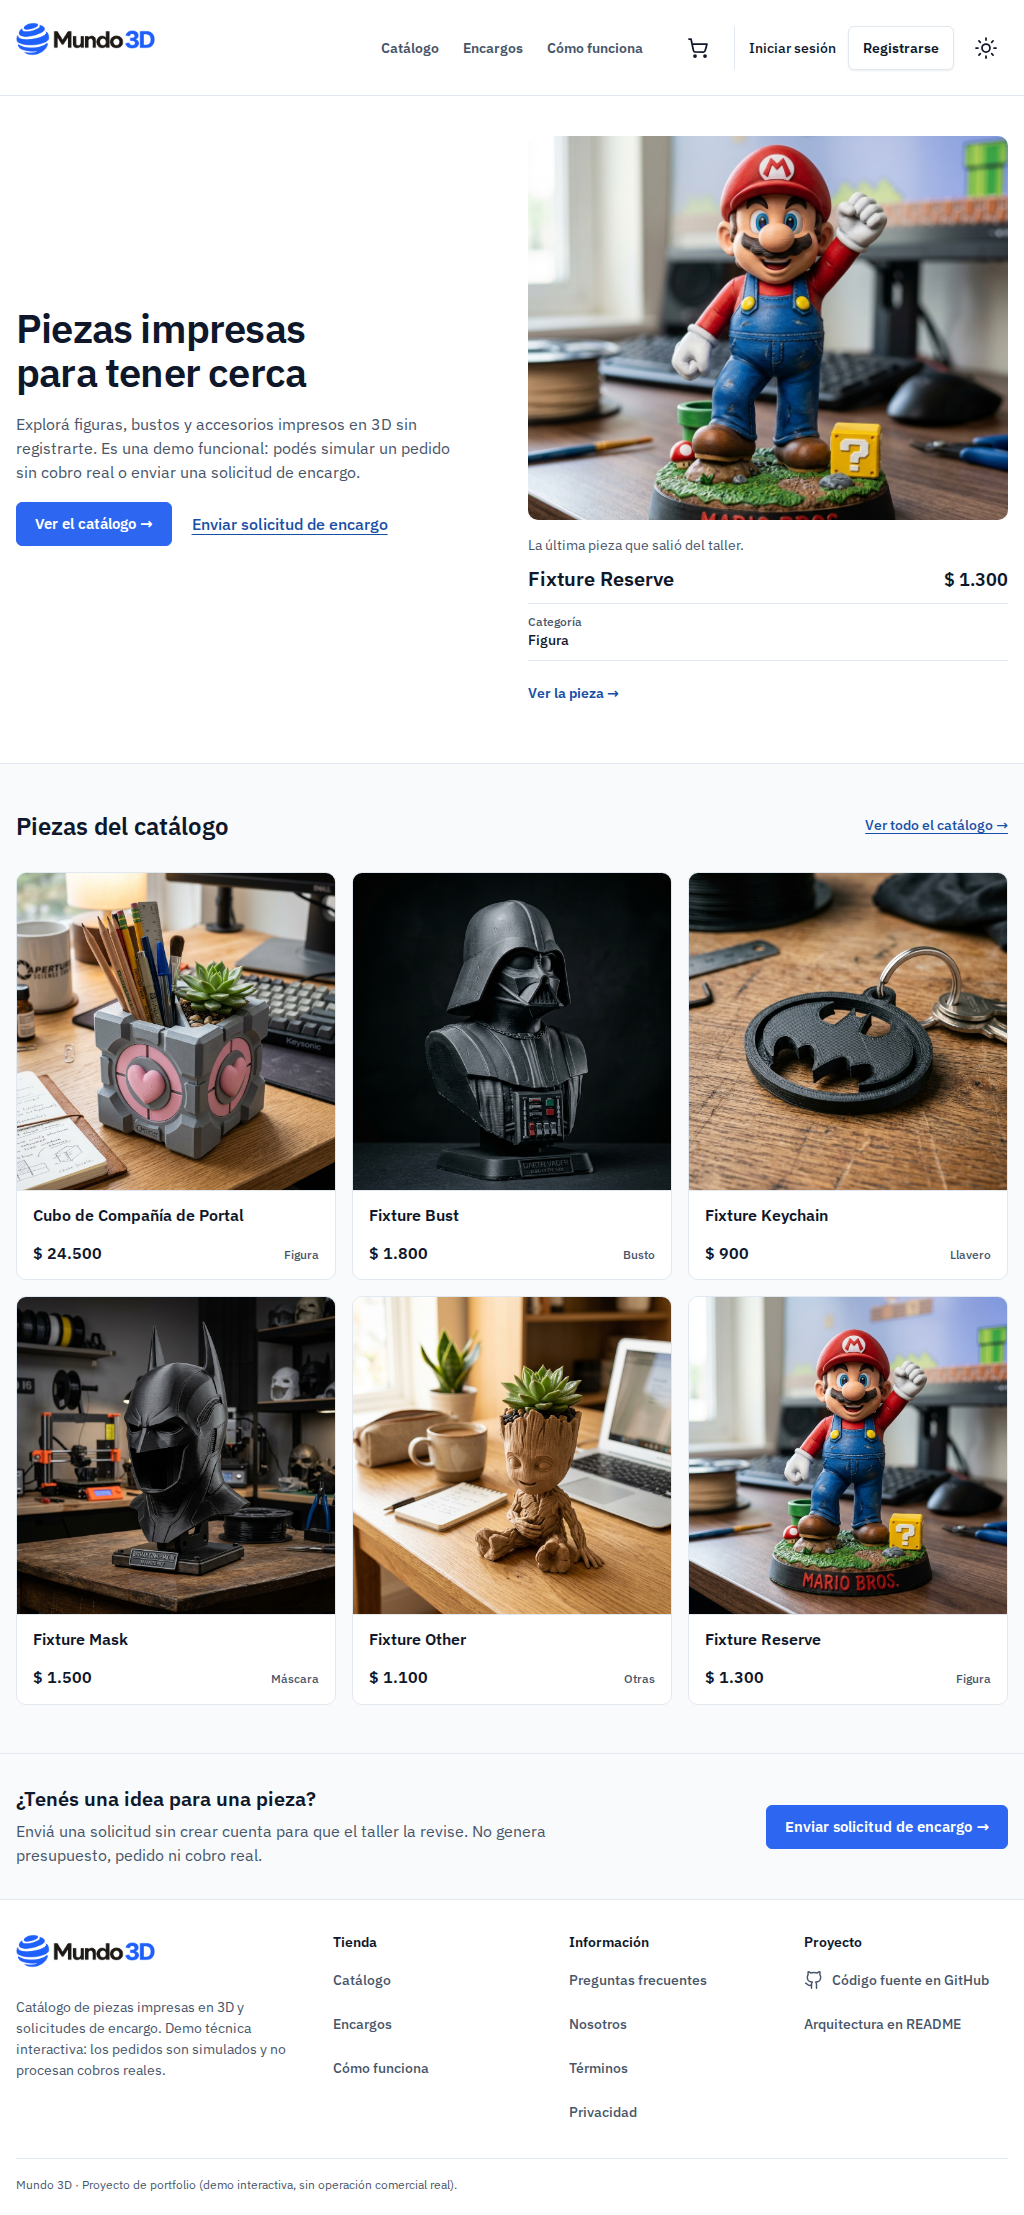 Mundo 3D
Catálogo
Encargos
Cómo funciona
Iniciar sesión
Registrarse
Piezas impresas
para tener cerca
Explorá figuras, bustos y accesorios impresos en 3D sin
registrarte. Es una demo funcional: podés simular un pedido
sin cobro real o enviar una solicitud de encargo.
Ver el catálogo →
Enviar solicitud de encargo
M
?
MARIO BROS
La última pieza que salió del taller.
Fixture Reserve
$ 1.300
Categoría
Figura
Ver la pieza →
Piezas del catálogo
Ver todo el catálogo →
DELL
APERTURE
Keysonic
Cubo de Compañía de Portal
$ 24.500
Figura
Fixture Bust
$ 1.800
Busto
Fixture Keychain
$ 900
Llavero
Fixture Mask
$ 1.500
Máscara
Fixture Other
$ 1.100
Otras
M
?
MARIO BROS.
Fixture Reserve
$ 1.300
Figura
¿Tenés una idea para una pieza?
Enviá una solicitud sin crear cuenta para que el taller la revise. No genera
presupuesto, pedido ni cobro real.
Enviar solicitud de encargo →
Mundo 3D
Catálogo de piezas impresas en 3D y
solicitudes de encargo. Demo técnica
interactiva: los pedidos son simulados y no
procesan cobros reales.
Tienda
Catálogo
Encargos
Cómo funciona
Información
Preguntas frecuentes
Nosotros
Términos
Privacidad
Proyecto
Código fuente en GitHub
Arquitectura en README
Mundo 3D · Proyecto de portfolio (demo interactiva, sin operación comercial real).